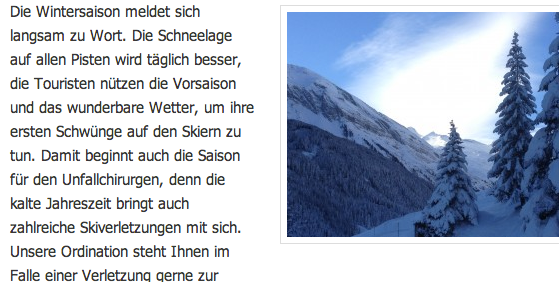 Die Wintersaison meldet sich
langsam zu Wort. Die Schneelage
auf allen Pisten wird täglich besser,
die Touristen nützen die Vorsaison
und das wunderbare Wetter, um ihre
ersten Schwünge auf den Skiern zu
tun. Damit beginnt auch die Saison
für den Unfallchirurgen, denn die
kalte Jahreszeit bringt auch
zahlreiche Skiverletzungen mit sich.
Unsere Ordination steht Ihnen im
Falle einer Verletzung gerne zur